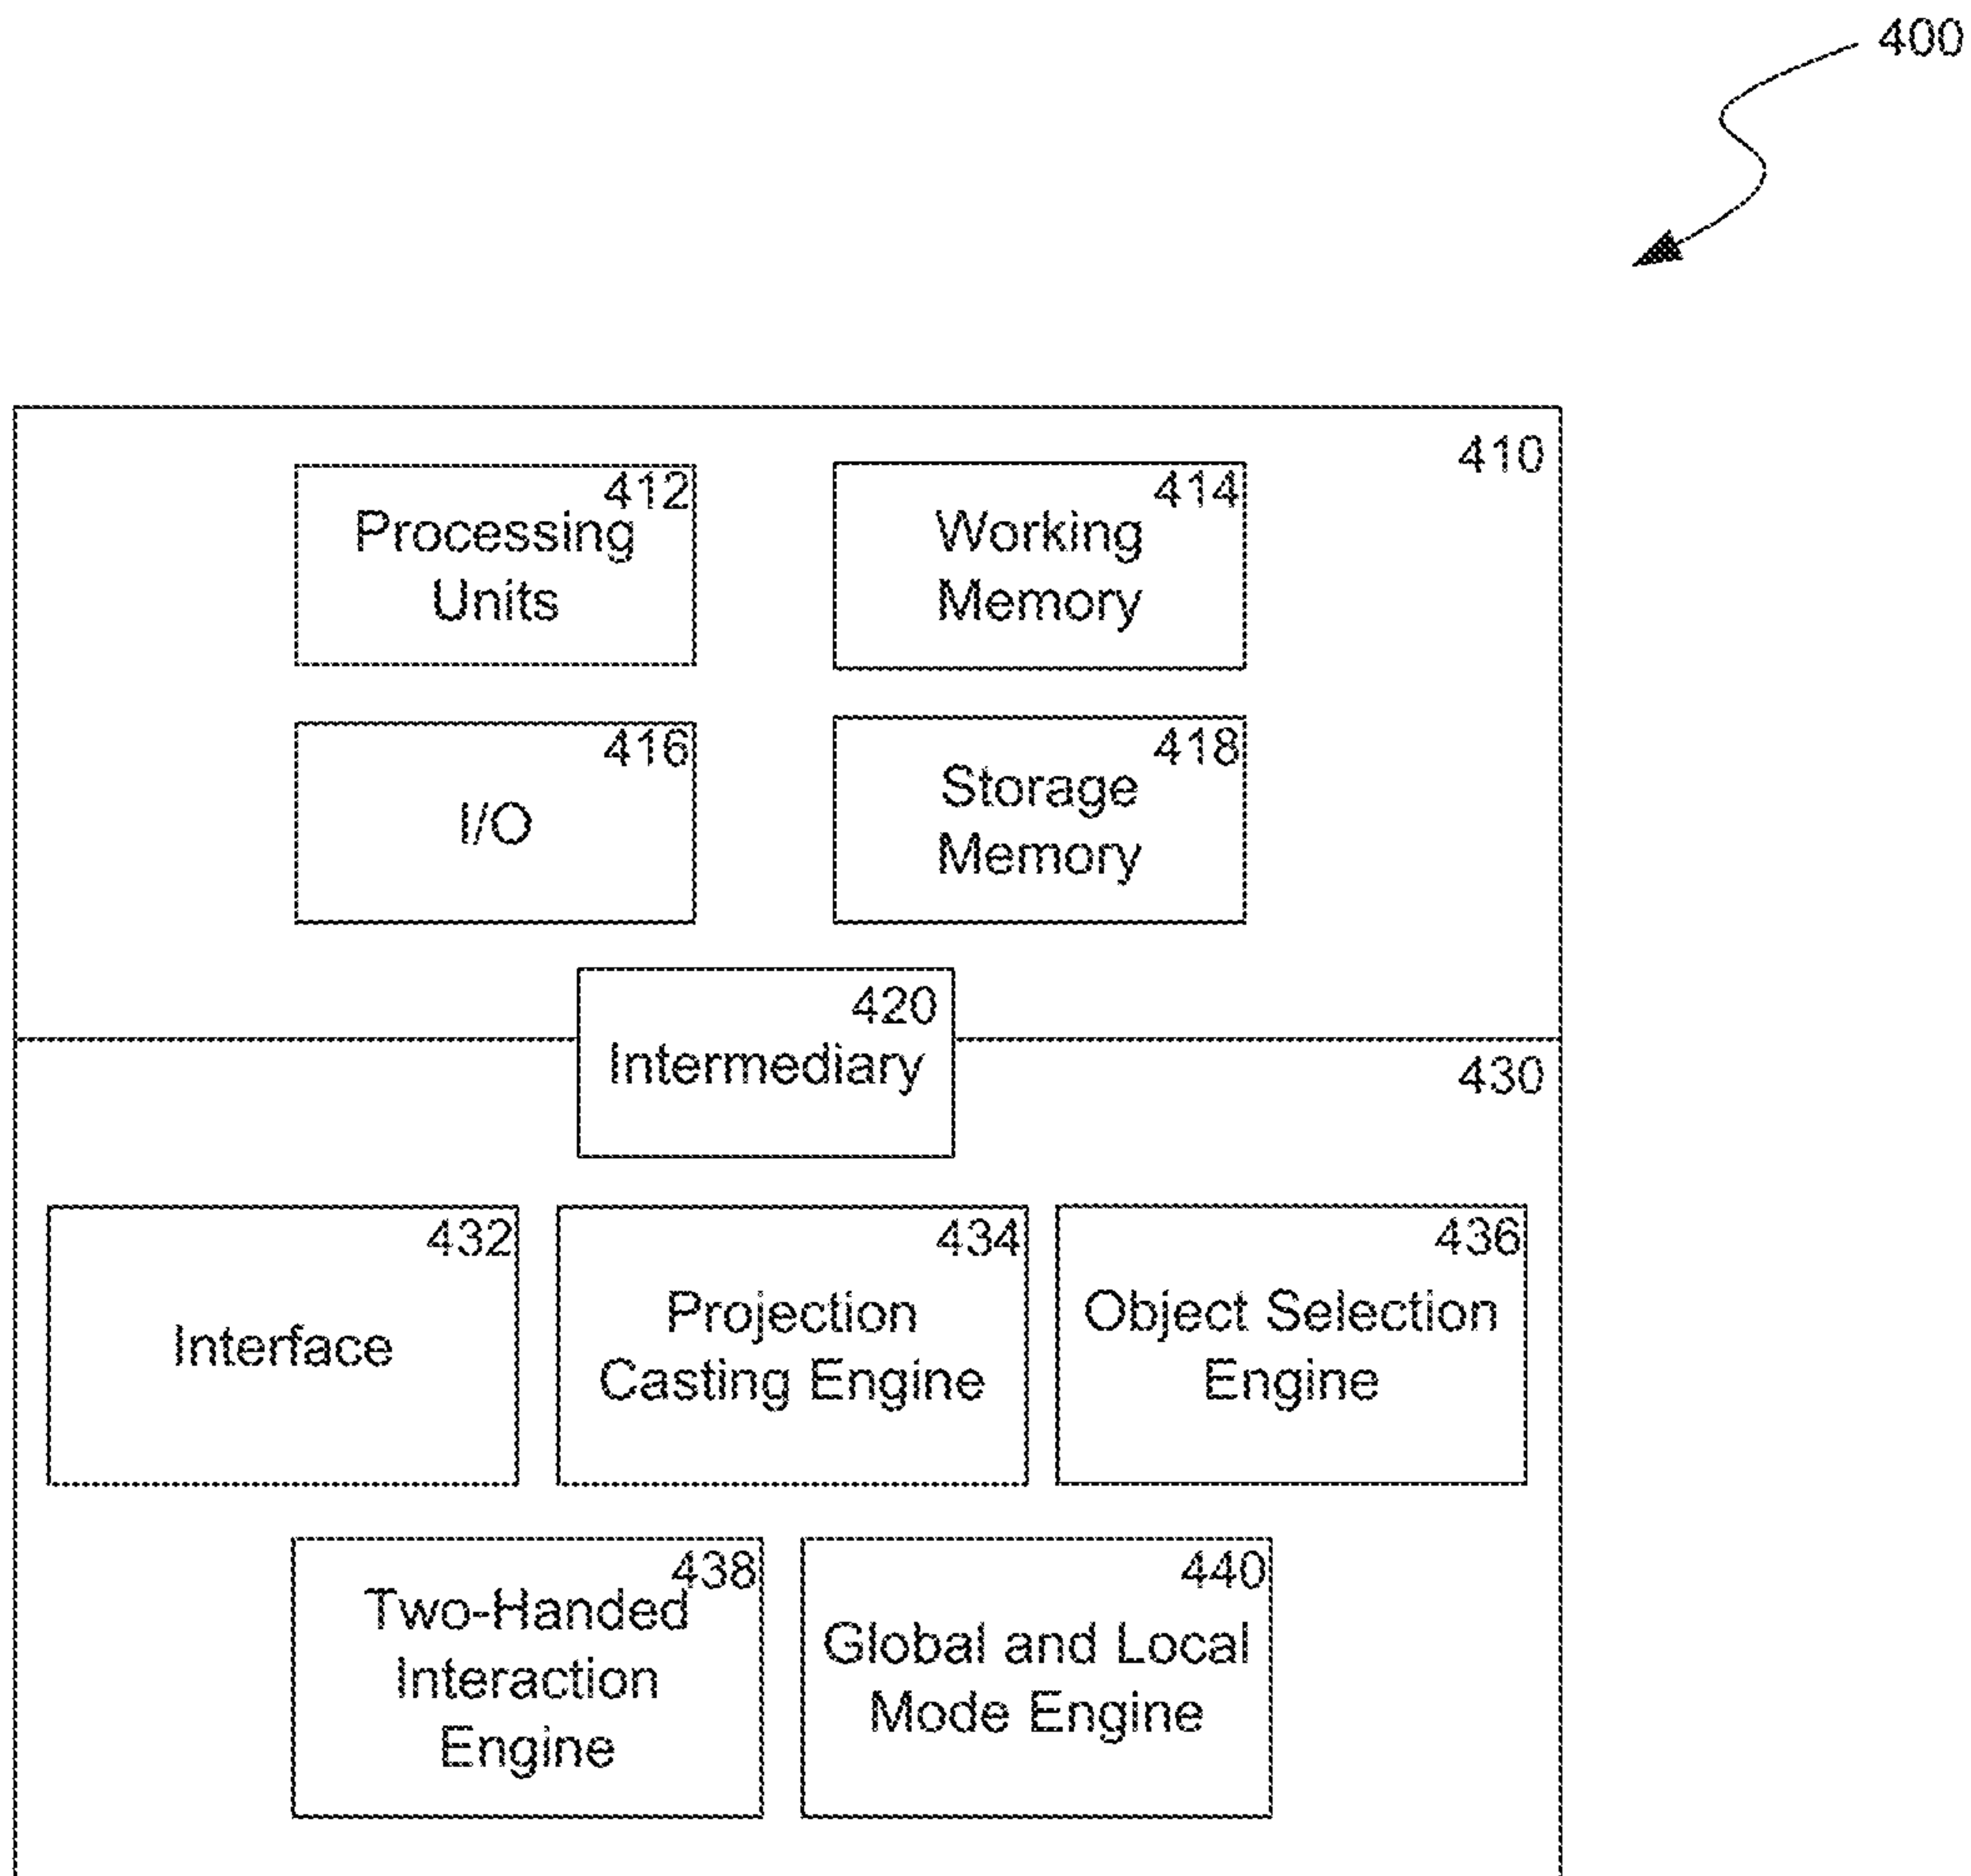 400
410
412
Processing
Units
414
Working
Memory
416
I/O
418
Storage
Memory
420
Intermediary
430
432
Interface
434
Projection
Casting Engine
436
Object Selection
Engine
438
Two-Handed
Interaction
Engine
440
Global and Local
Mode Engine